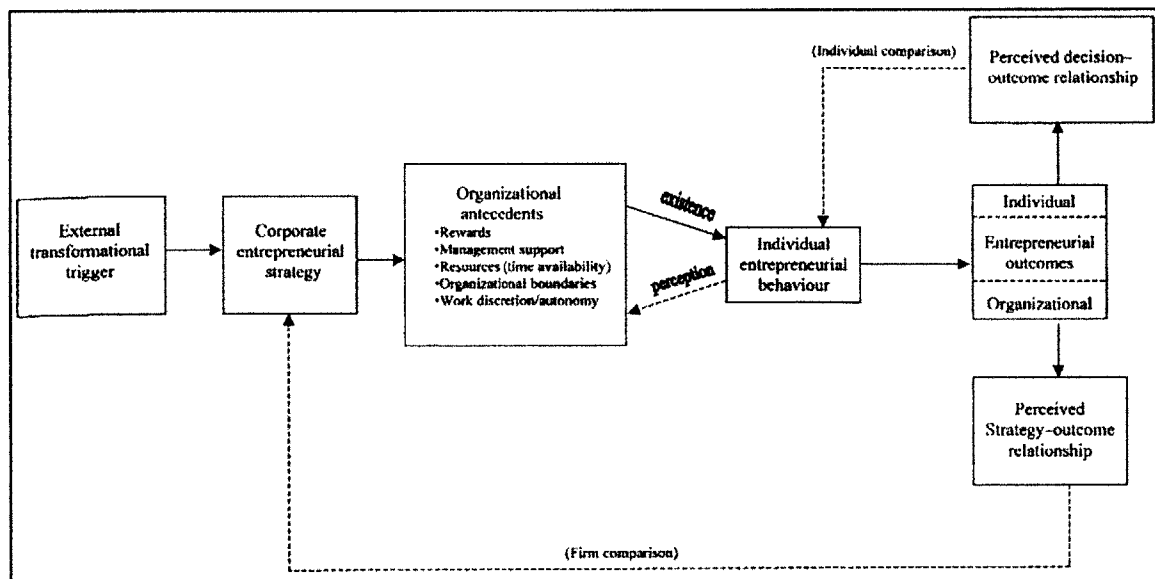 (Individual comparison)
Perceived decision–
outcome relationship
External
transformational
trigger
Corporate
entrepreneurial
strategy
Organizational
antecedents
•Rewards
•Management support
•Resources (time availability)
•Organizational boundaries
•Work discretion/autonomy
existence
perception
Individual
entrepreneurial
behaviour
Individual
Entrepreneurial
outcomes
Organizational
Perceived
Strategy–outcome
relationship
(Firm comparison)